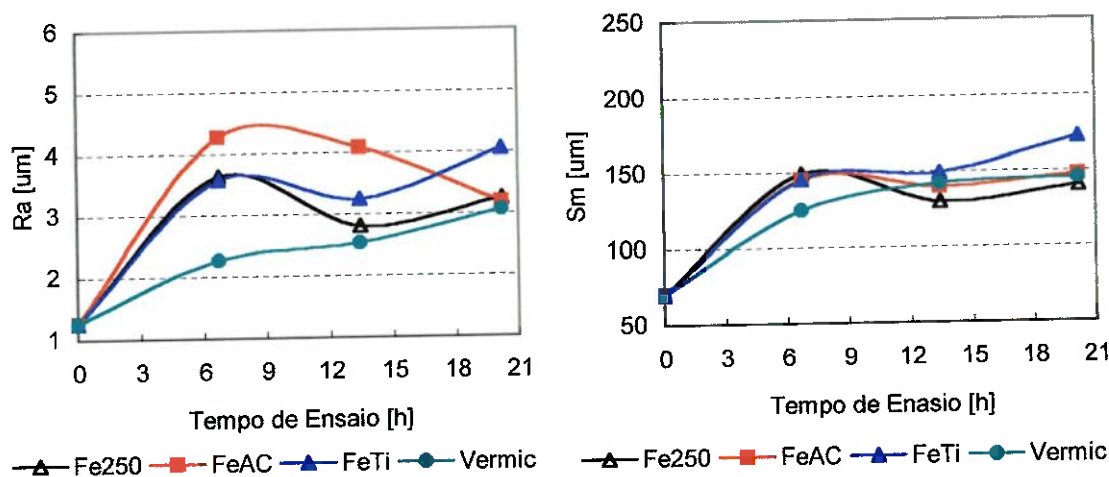 6
5
4
3
2
1
Ra [um]
0 3 6 9 12 15 18 21
Tempo de Ensaio [h]
Fe250 FeAC FeTi Vermic
250
200
150
100
50
Sm [um]
0 3 6 9 12 15 18 21
Tempo de Enasio [h]
Fe250 FeAC FeTi Vermic